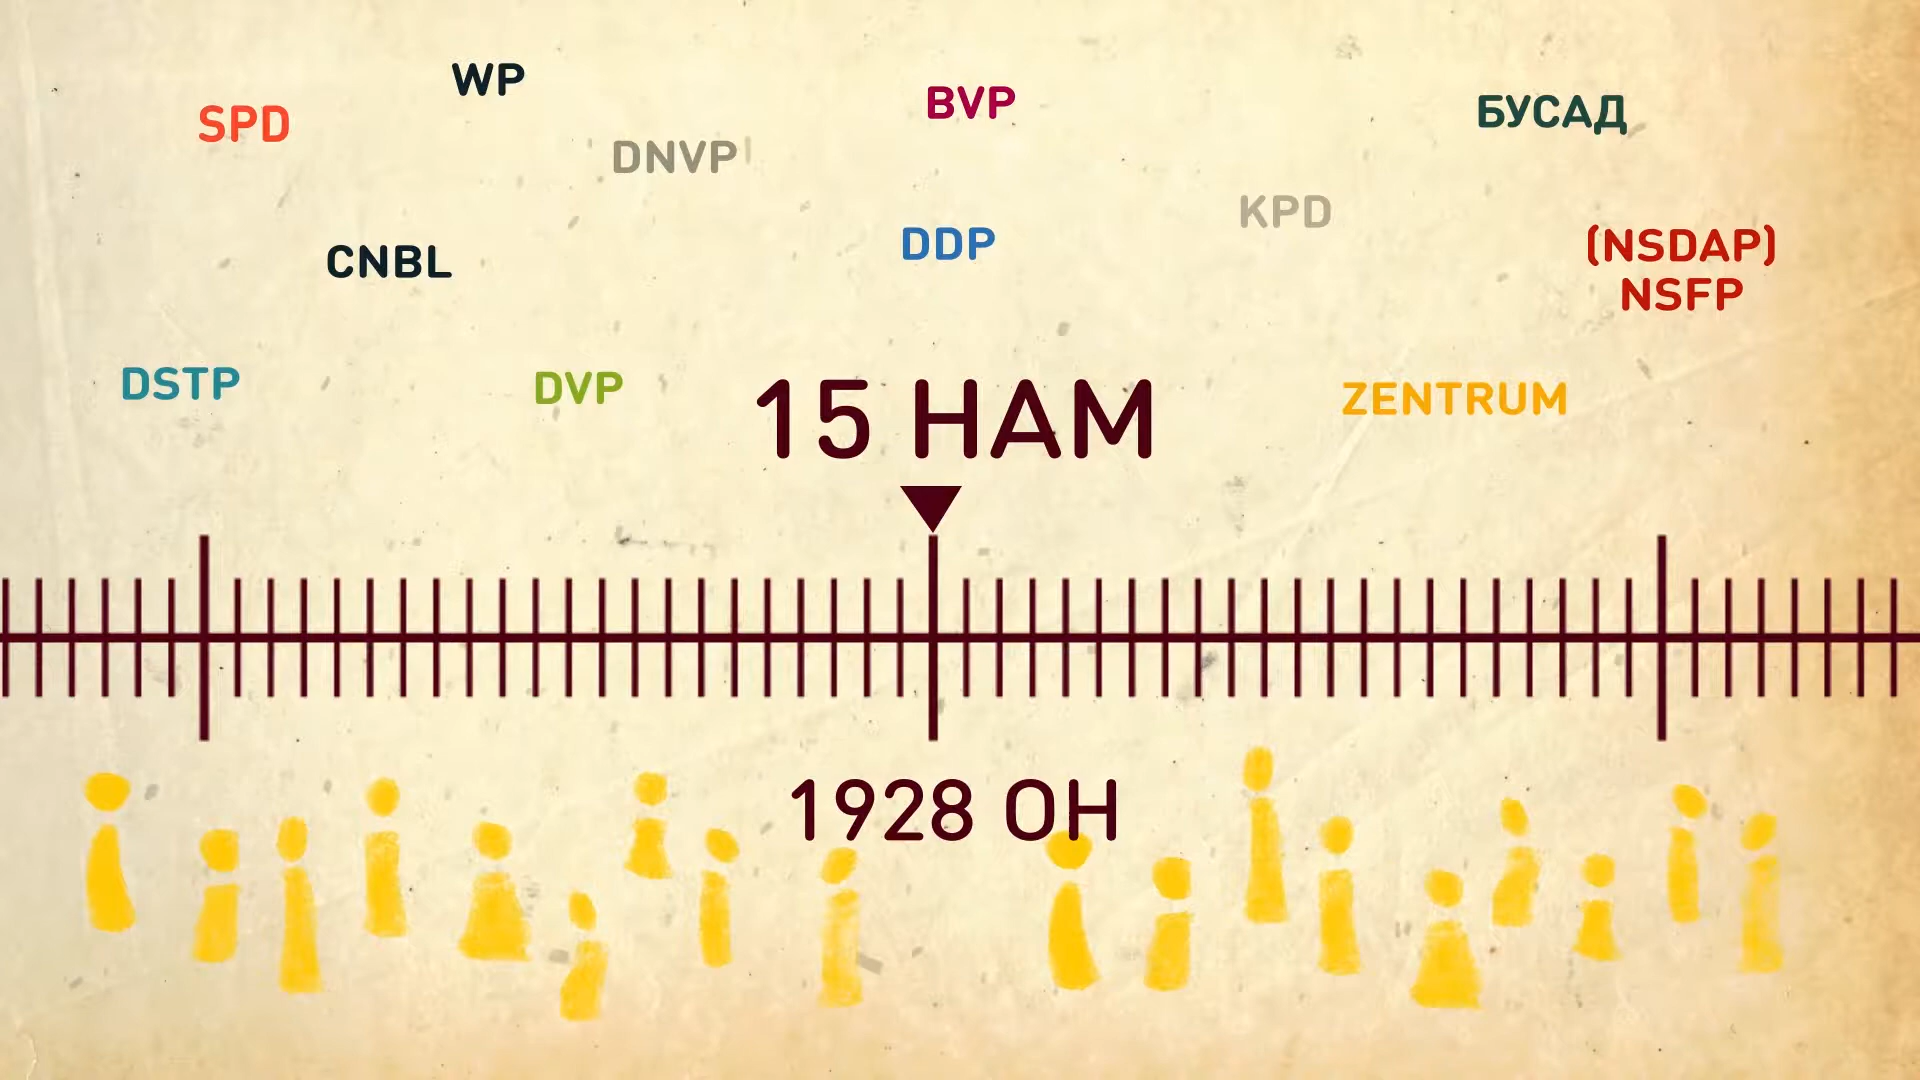 WP
SPD
BVP
БУСАД
DNVP
KPD
CNBL
DDP
(NSDAP)
NSFP
DSTP
DVP
15 НАМ
ZENTRUM
1928 ОН